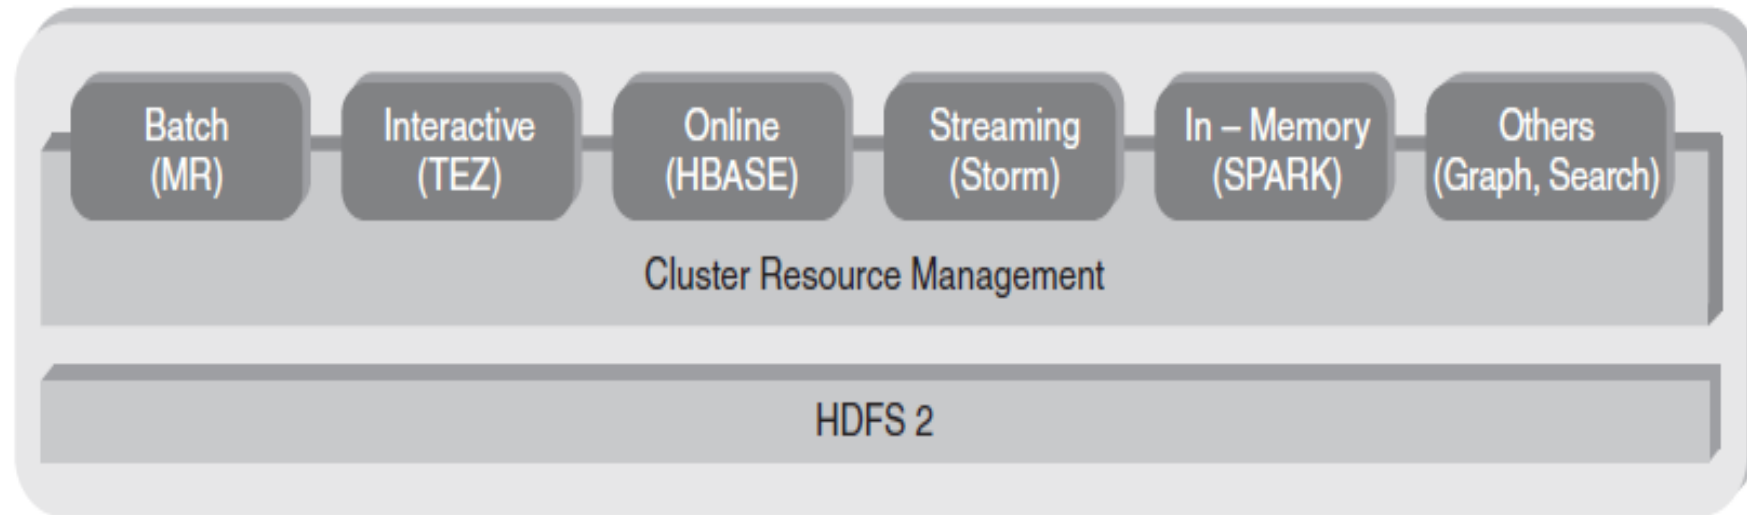 Batch
(MR)
Interactive
(TEZ)
Online
(HBASE)
Streaming
(Storm)
In – Memory
(SPARK)
Others
(Graph, Search)
Cluster Resource Management
HDFS 2